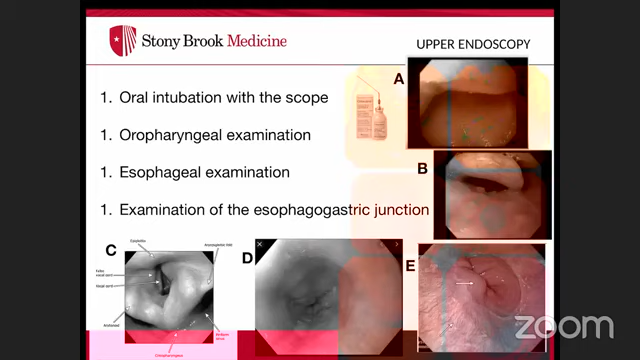 Stony Brook Medicine
UPPER ENDOSCOPY
1. Oral intubation with the scope
1. Oropharyngeal examination
1. Esophageal examination
1. Examination of the esophagogastric junction
A
B
C
D
E
Epiglottis
zoom